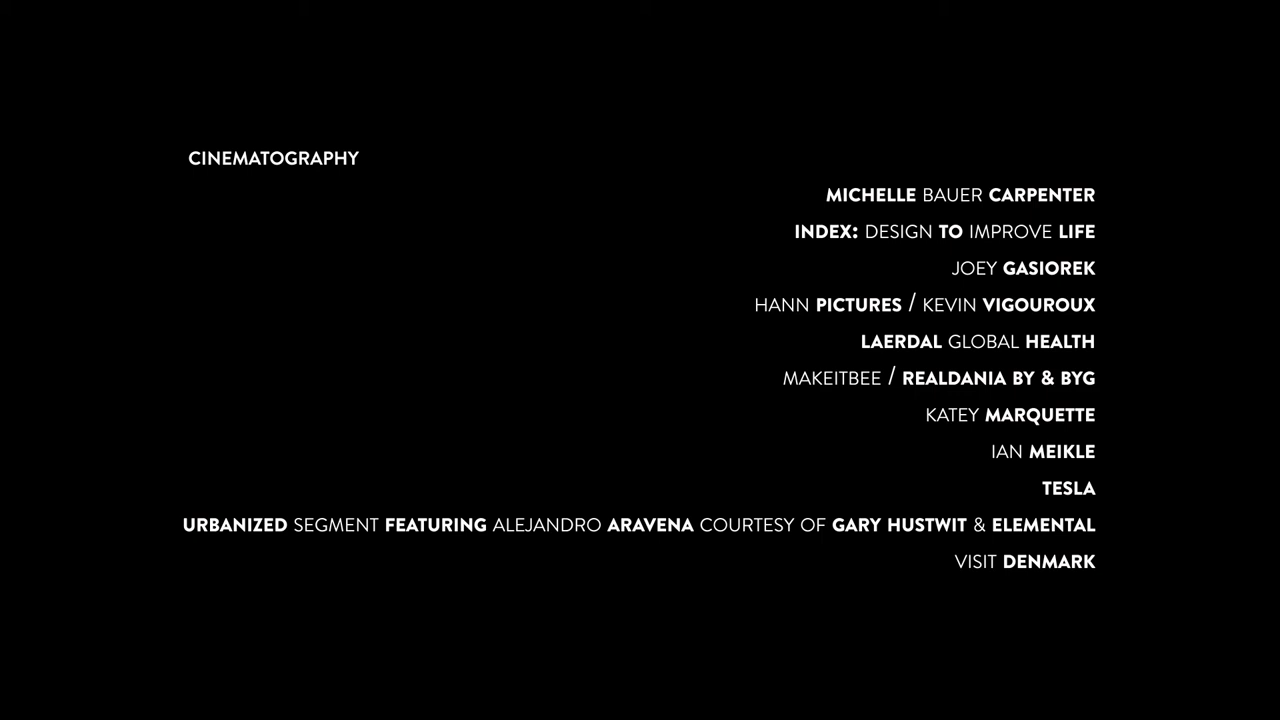 CINEMATOGRAPHY
MICHELLE BAUER CARPENTER
INDEX: DESIGN TO IMPROVE LIFE
JOEY GASIOREK
HANN PICTURES / KEVIN VIGOUROUX
LAERDAL GLOBAL HEALTH
MAKEITBEE / REALDANIA BY & BYG
KATEY MARQUETTE
IAN MEIKLE
TESLA
URBANIZED SEGMENT FEATURING ALEJANDRO ARAVENA COURTESY OF GARY HUSTWIT & ELEMENTAL
VISIT DENMARK